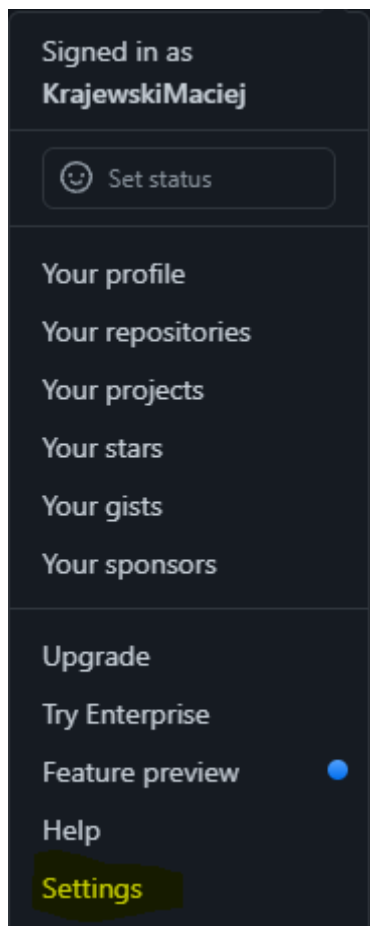 Signed in as
KrajewskiMaciej
Set status
Your profile
Your repositories
Your projects
Your stars
Your gists
Your sponsors
Upgrade
Try Enterprise
Feature preview
Help
Settings